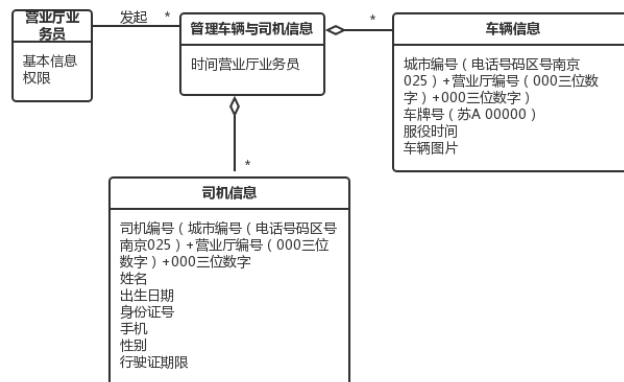 营业厅业
务员
基本信息
权限
发起
*
管理车辆与司机信息
时间营业厅业务员
*
车辆信息
城市编号（电话号码区号南京
025）+营业厅编号（000三位数
字）+000三位数字）
车牌号（苏A 00000）
服役时间
车辆图片
*
司机信息
司机编号（城市编号（电话号码区号
南京025）+营业厅编号（000三位
数字）+000三位数字
姓名
出生日期
身份证号
手机
性别
行驶证期限